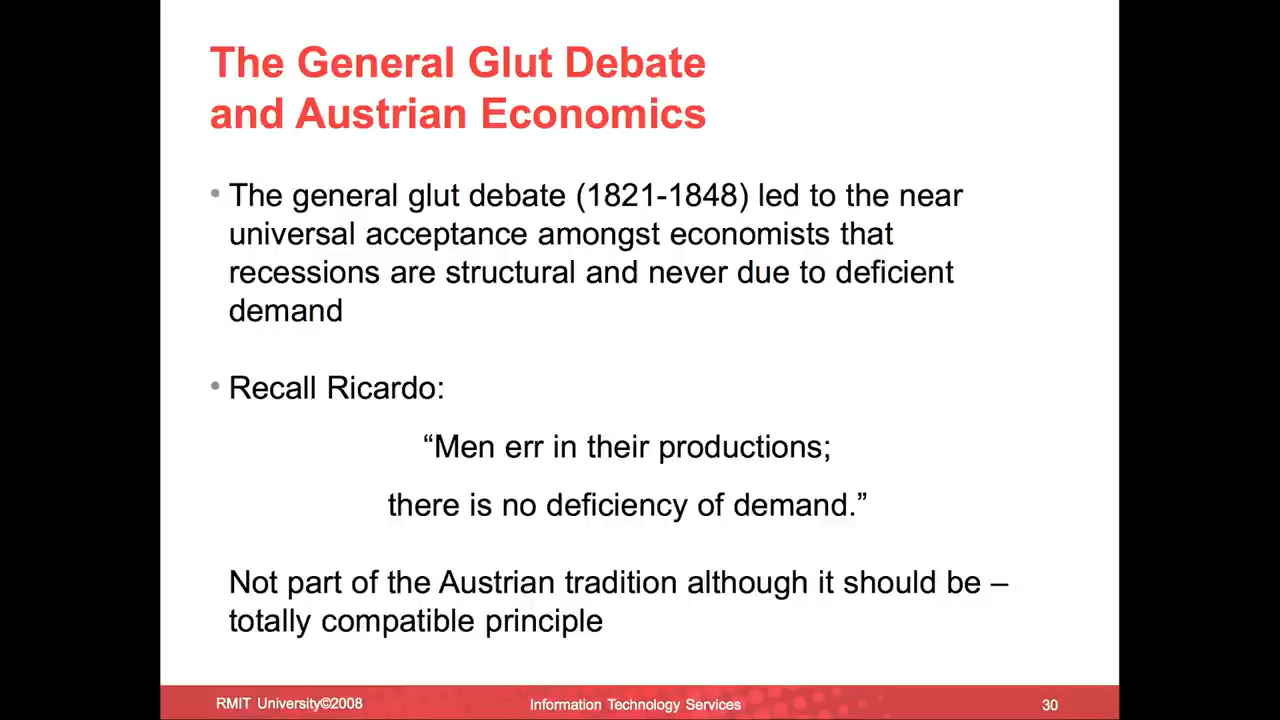 The General Glut Debate
and Austrian Economics
• The general glut debate (1821-1848) led to the near
universal acceptance amongst economists that
recessions are structural and never due to deficient
demand
• Recall Ricardo:
“Men err in their productions;
there is no deficiency of demand.”
Not part of the Austrian tradition although it should be –
totally compatible principle
RMIT University©2008
Information Technology Services
30